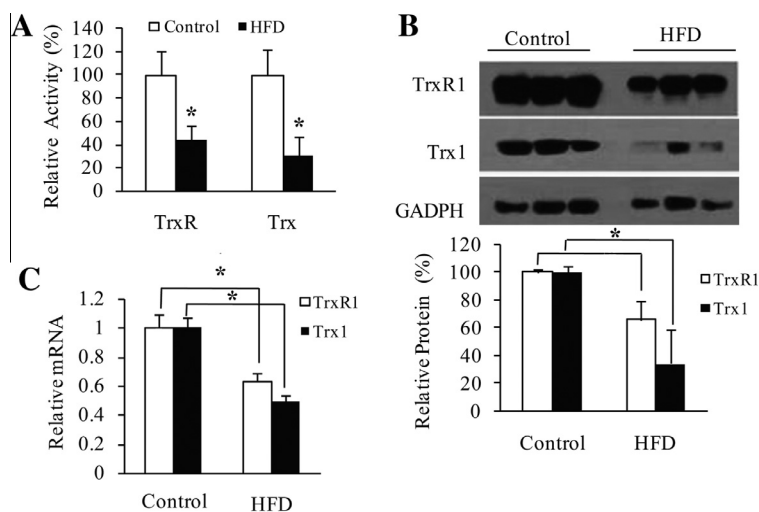 A
Control HFD
Relative Activity (%)
140
120
100
80
60
40
20
0
*
*
TrxR Trx
B
Control HFD
TrxR1
Trx1
GADPH
Relative Protein (%)
120
100
80
60
40
20
0
*
TrxR1
Trx1
Control HFD
C
Relative mRNA
1.2
1
0.8
0.6
0.4
0.2
0
*
*
TrxR1
Trx1
Control HFD